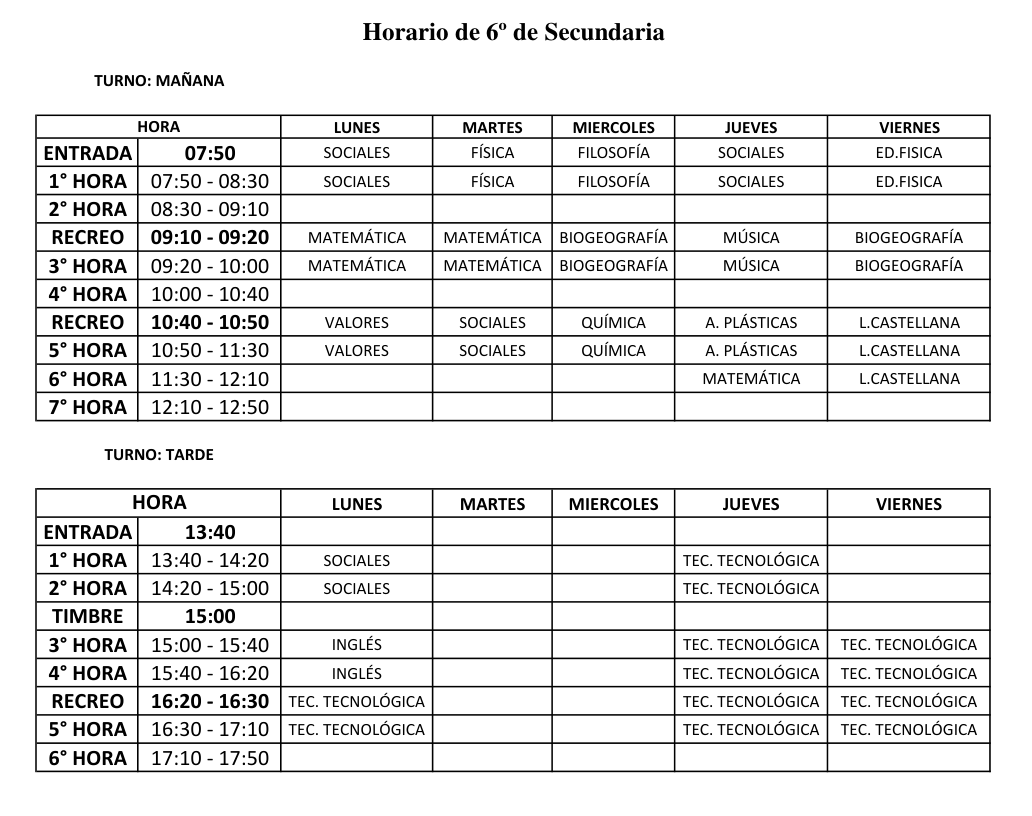 Horario de 6º de Secundaria
TURNO: MAÑANA
HORA LUNES MARTES MIERCOLES JUEVES VIERNES
ENTRADA 07:50 SOCIALES FÍSICA FILOSOFÍA SOCIALES ED.FISICA
1° HORA 07:50 - 08:30 SOCIALES FÍSICA FILOSOFÍA SOCIALES ED.FISICA
2° HORA 08:30 - 09:10
RECREO 09:10 - 09:20 MATEMÁTICA MATEMÁTICA BIOGEOGRAFÍA MÚSICA BIOGEOGRAFÍA
3° HORA 09:20 - 10:00 MATEMÁTICA MATEMÁTICA BIOGEOGRAFÍA MÚSICA BIOGEOGRAFÍA
4° HORA 10:00 - 10:40
RECREO 10:40 - 10:50 VALORES SOCIALES QUÍMICA A. PLÁSTICAS L.CASTELLANA
5° HORA 10:50 - 11:30 VALORES SOCIALES QUÍMICA A. PLÁSTICAS L.CASTELLANA
6° HORA 11:30 - 12:10 MATEMÁTICA L.CASTELLANA
7° HORA 12:10 - 12:50
TURNO: TARDE
HORA LUNES MARTES MIERCOLES JUEVES VIERNES
ENTRADA 13:40
1° HORA 13:40 - 14:20 SOCIALES TEC. TECNOLÓGICA
2° HORA 14:20 - 15:00 SOCIALES TEC. TECNOLÓGICA
TIMBRE 15:00
3° HORA 15:00 - 15:40 INGLÉS TEC. TECNOLÓGICA TEC. TECNOLÓGICA
4° HORA 15:40 - 16:20 INGLÉS TEC. TECNOLÓGICA TEC. TECNOLÓGICA
RECREO 16:20 - 16:30 TEC. TECNOLÓGICA TEC. TECNOLÓGICA TEC. TECNOLÓGICA
5° HORA 16:30 - 17:10 TEC. TECNOLÓGICA TEC. TECNOLÓGICA TEC. TECNOLÓGICA
6° HORA 17:10 - 17:50